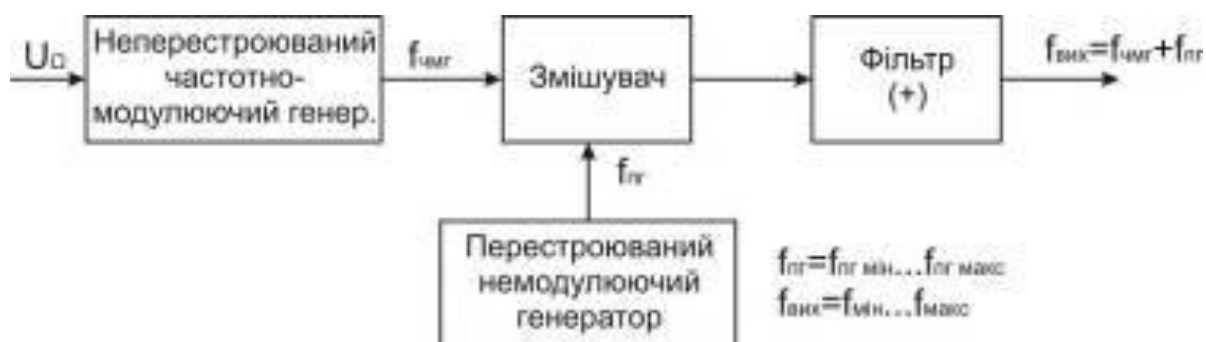 UΩ
Неперестроюваний
частотно-
модулюючий генер.
fчмг
Змішувач
Фільтр
(+)
fвих=fчмг+fпг
fпг
Перестроюваний
немодулюючий
генератор
fпг=fпг мін...fпг макс
fвих=fмін...fмакс